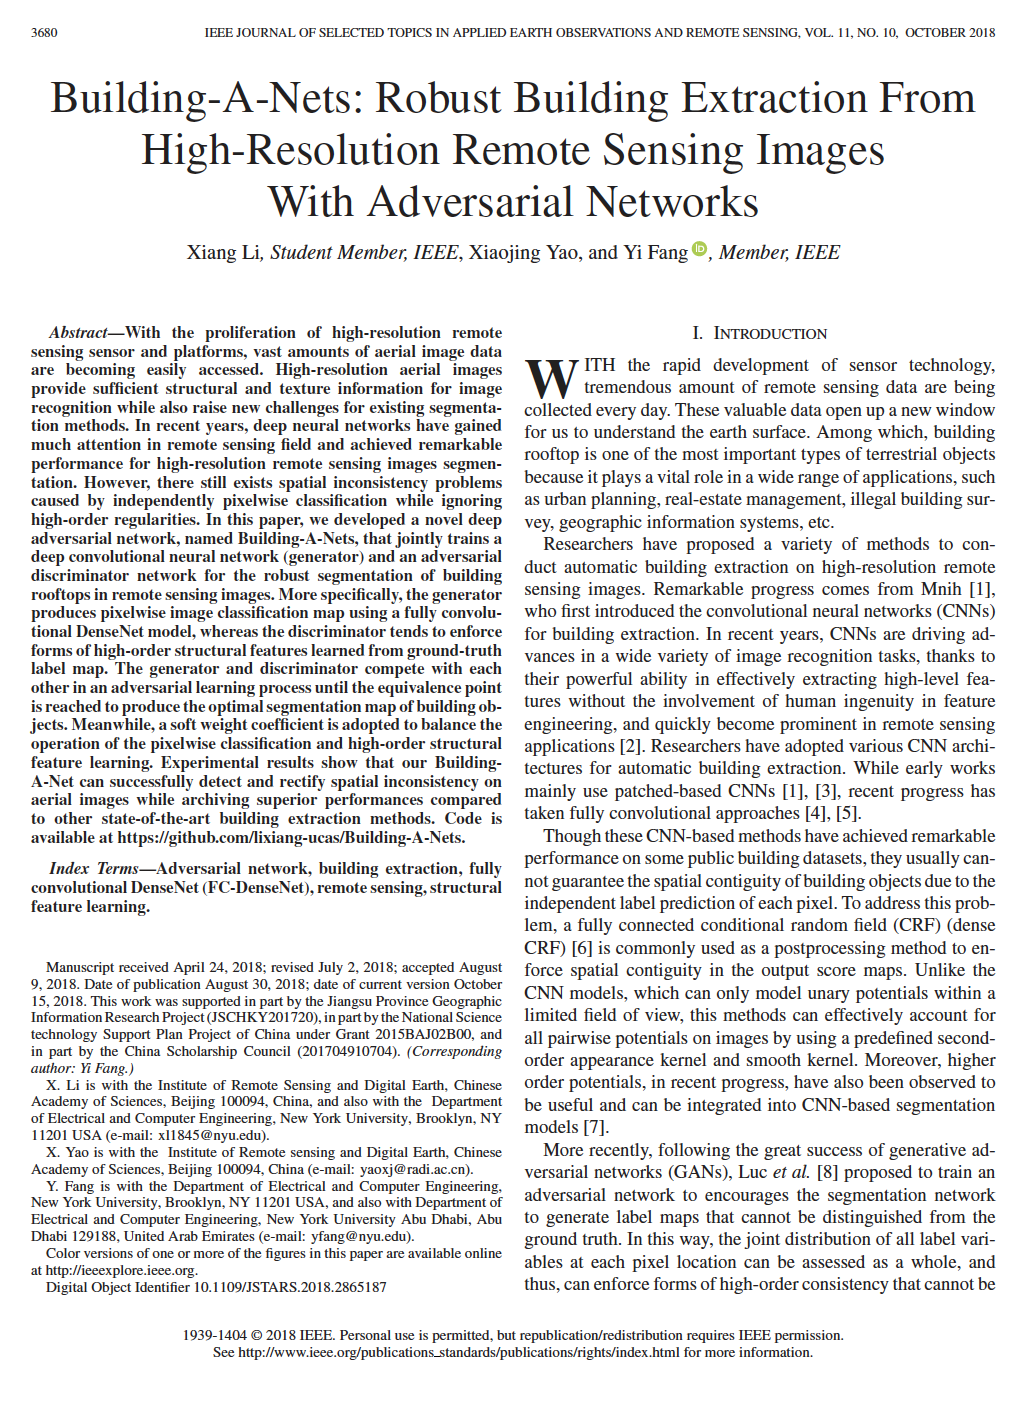 3680
IEEE JOURNAL OF SELECTED TOPICS IN APPLIED EARTH OBSERVATIONS AND REMOTE SENSING, VOL. 11, NO. 10, OCTOBER 2018
Building-A-Nets: Robust Building Extraction From
High-Resolution Remote Sensing Images
With Adversarial Networks
Xiang Li, Student Member, IEEE, Xiaojing Yao, and Yi Fang iD, Member, IEEE
Abstract—With the proliferation of high-resolution remote
sensing sensor and platforms, vast amounts of aerial image data
are becoming easily accessed. High-resolution aerial images
provide sufficient structural and texture information for image
recognition while also raise new challenges for existing segmenta-
tion methods. In recent years, deep neural networks have gained
much attention in remote sensing field and achieved remarkable
performance for high-resolution remote sensing images segmen-
tation. However, there still exists spatial inconsistency problems
caused by independently pixelwise classification while ignoring
high-order regularities. In this paper, we developed a novel deep
adversarial network, named Building-A-Nets, that jointly trains a
deep convolutional neural network (generator) and an adversarial
discriminator network for the robust segmentation of building
rooftops in remote sensing images. More specifically, the generator
produces pixelwise image classification map using a fully convolu-
tional DenseNet model, whereas the discriminator tends to enforce
forms of high-order structural features learned from ground-truth
label map. The generator and discriminator compete with each
other in an adversarial learning process until the equivalence point
is reached to produce the optimal segmentation map of building ob-
jects. Meanwhile, a soft weight coefficient is adopted to balance the
operation of the pixelwise classification and high-order structural
feature learning. Experimental results show that our Building-
A-Net can successfully detect and rectify spatial inconsistency on
aerial images while archiving superior performances compared
to other state-of-the-art building extraction methods. Code is
available at https://github.com/lixiang-ucas/Building-A-Nets.
Index Terms—Adversarial network, building extraction, fully
convolutional DenseNet (FC-DenseNet), remote sensing, structural
feature learning.
Manuscript received April 24, 2018; revised July 2, 2018; accepted August
9, 2018. Date of publication August 30, 2018; date of current version October
15, 2018. This work was supported in part by the Jiangsu Province Geographic
Information Research Project (JSCHKY201720), in part by the National Science
technology Support Plan Project of China under Grant 2015BAJ02B00, and
in part by the China Scholarship Council (201704910704). (Corresponding
author: Yi Fang.)
X. Li is with the Institute of Remote Sensing and Digital Earth, Chinese
Academy of Sciences, Beijing 100094, China, and also with the Department
of Electrical and Computer Engineering, New York University, Brooklyn, NY
11201 USA (e-mail: xl1845@nyu.edu).
X. Yao is with the Institute of Remote sensing and Digital Earth, Chinese
Academy of Sciences, Beijing 100094, China (e-mail: yaoxj@radi.ac.cn).
Y. Fang is with the Department of Electrical and Computer Engineering,
New York University, Brooklyn, NY 11201 USA, and also with Department of
Electrical and Computer Engineering, New York University Abu Dhabi, Abu
Dhabi 129188, United Arab Emirates (e-mail: yfang@nyu.edu).
Color versions of one or more of the figures in this paper are available online
at http://ieeexplore.ieee.org.
Digital Object Identifier 10.1109/JSTARS.2018.2865187
I. INTRODUCTION
WITH the rapid development of sensor technology,
tremendous amount of remote sensing data are being
collected every day. These valuable data open up a new window
for us to understand the earth surface. Among which, building
rooftop is one of the most important types of terrestrial objects
because it plays a vital role in a wide range of applications, such
as urban planning, real-estate management, illegal building sur-
vey, geographic information systems, etc.
Researchers have proposed a variety of methods to con-
duct automatic building extraction on high-resolution remote
sensing images. Remarkable progress comes from Mnih [1],
who first introduced the convolutional neural networks (CNNs)
for building extraction. In recent years, CNNs are driving ad-
vances in a wide variety of image recognition tasks, thanks to
their powerful ability in effectively extracting high-level fea-
tures without the involvement of human ingenuity in feature
engineering, and quickly become prominent in remote sensing
applications [2]. Researchers have adopted various CNN archi-
tectures for automatic building extraction. While early works
mainly use patched-based CNNs [1], [3], recent progress has
taken fully convolutional approaches [4], [5].
Though these CNN-based methods have achieved remarkable
performance on some public building datasets, they usually can-
not guarantee the spatial contiguity of building objects due to the
independent label prediction of each pixel. To address this prob-
lem, a fully connected conditional random field (CRF) (dense
CRF) [6] is commonly used as a postprocessing method to en-
force spatial contiguity in the output score maps. Unlike the
CNN models, which can only model unary potentials within a
limited field of view, this methods can effectively account for
all pairwise potentials on images by using a predefined second-
order appearance kernel and smooth kernel. Moreover, higher
order potentials, in recent progress, have also been observed to
be useful and can be integrated into CNN-based segmentation
models [7].
More recently, following the great success of generative ad-
versarial networks (GANs), Luc et al. [8] proposed to train an
adversarial network to encourages the segmentation network
to generate label maps that cannot be distinguished from the
ground truth. In this way, the joint distribution of all label vari-
ables at each pixel location can be assessed as a whole, and
thus, can enforce forms of high-order consistency that cannot be
1939-1404 © 2018 IEEE. Personal use is permitted, but republication/redistribution requires IEEE permission.
See http://www.ieee.org/publications_standards/publications/rights/index.html for more information.